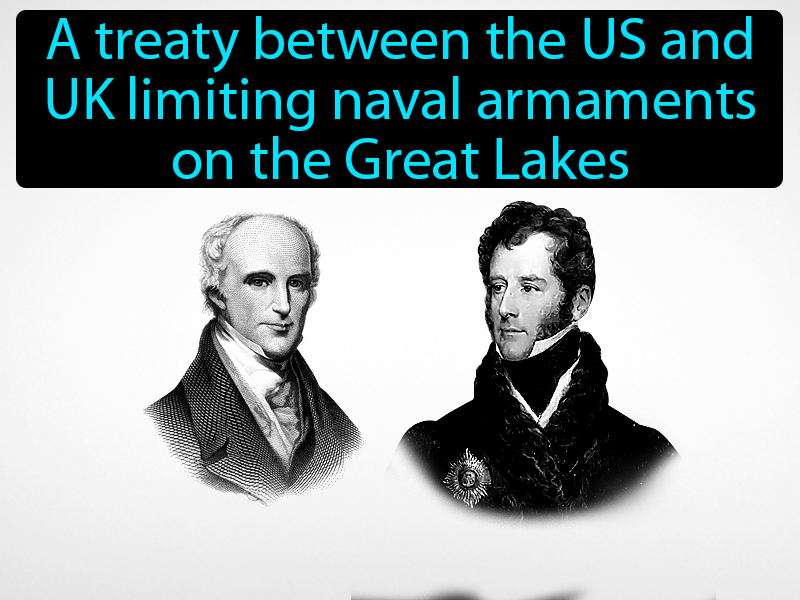 A treaty between the US and
UK limiting naval armaments
on the Great Lakes